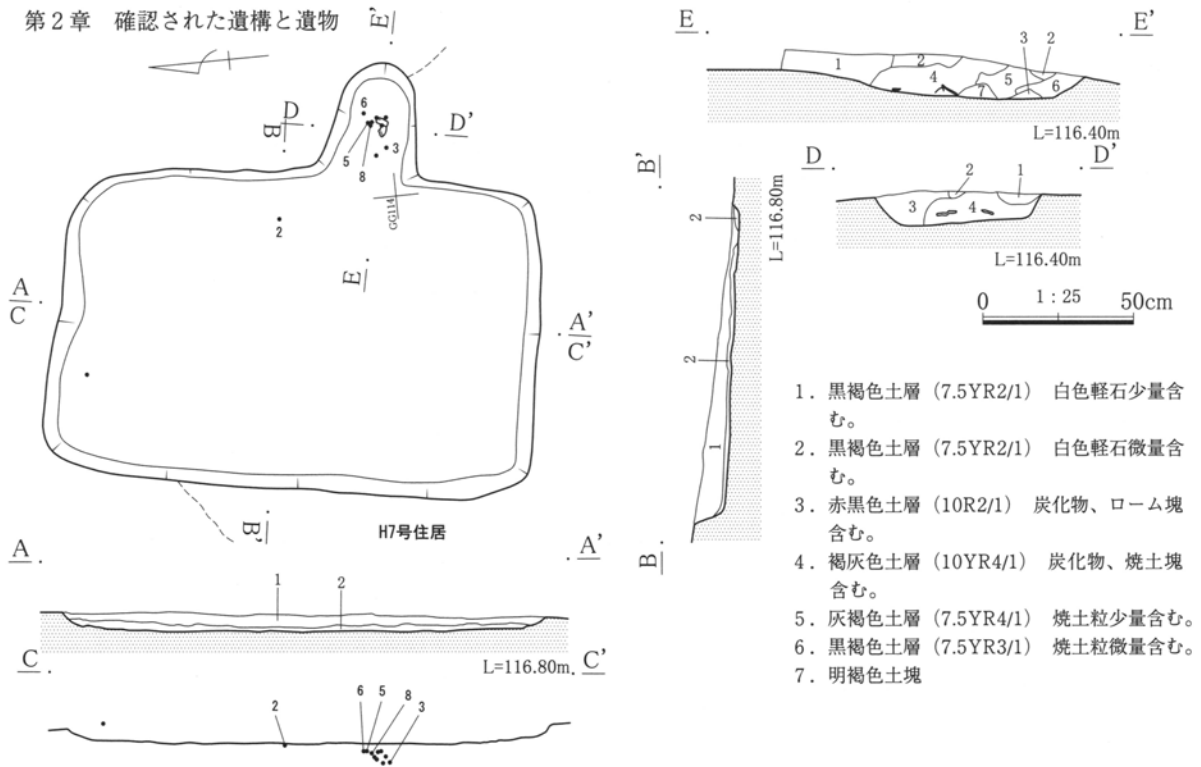 第2章 確認された遺構と遺物
E'
D
B
D'
6
5
3
8
GG114
2
E
A
C
A'
C'
B'
H7号住居
A
A'
1
2
L=116.80m
C
C'
2
6
5
8
3
E
E'
1
2
4
7
5
3
2
6
L=116.40m
B'
L=116.80m
2
2
1
B
D
D'
2
1
3
4
L=116.40m
0
1：25
50cm
1．黒褐色土層（7.5YR2/1） 白色軽石少量含
む。
2．黒褐色土層（7.5YR2/1） 白色軽石微量含
む。
3．赤黒色土層（10R2/1） 炭化物、ローム塊
含む。
4．褐灰色土層（10YR4/1） 炭化物、焼土塊
含む。
5．灰褐色土層（7.5YR4/1） 焼土粒少量含む。
6．黒褐色土層（7.5YR3/1） 焼土粒微量含む。
7．明褐色土塊